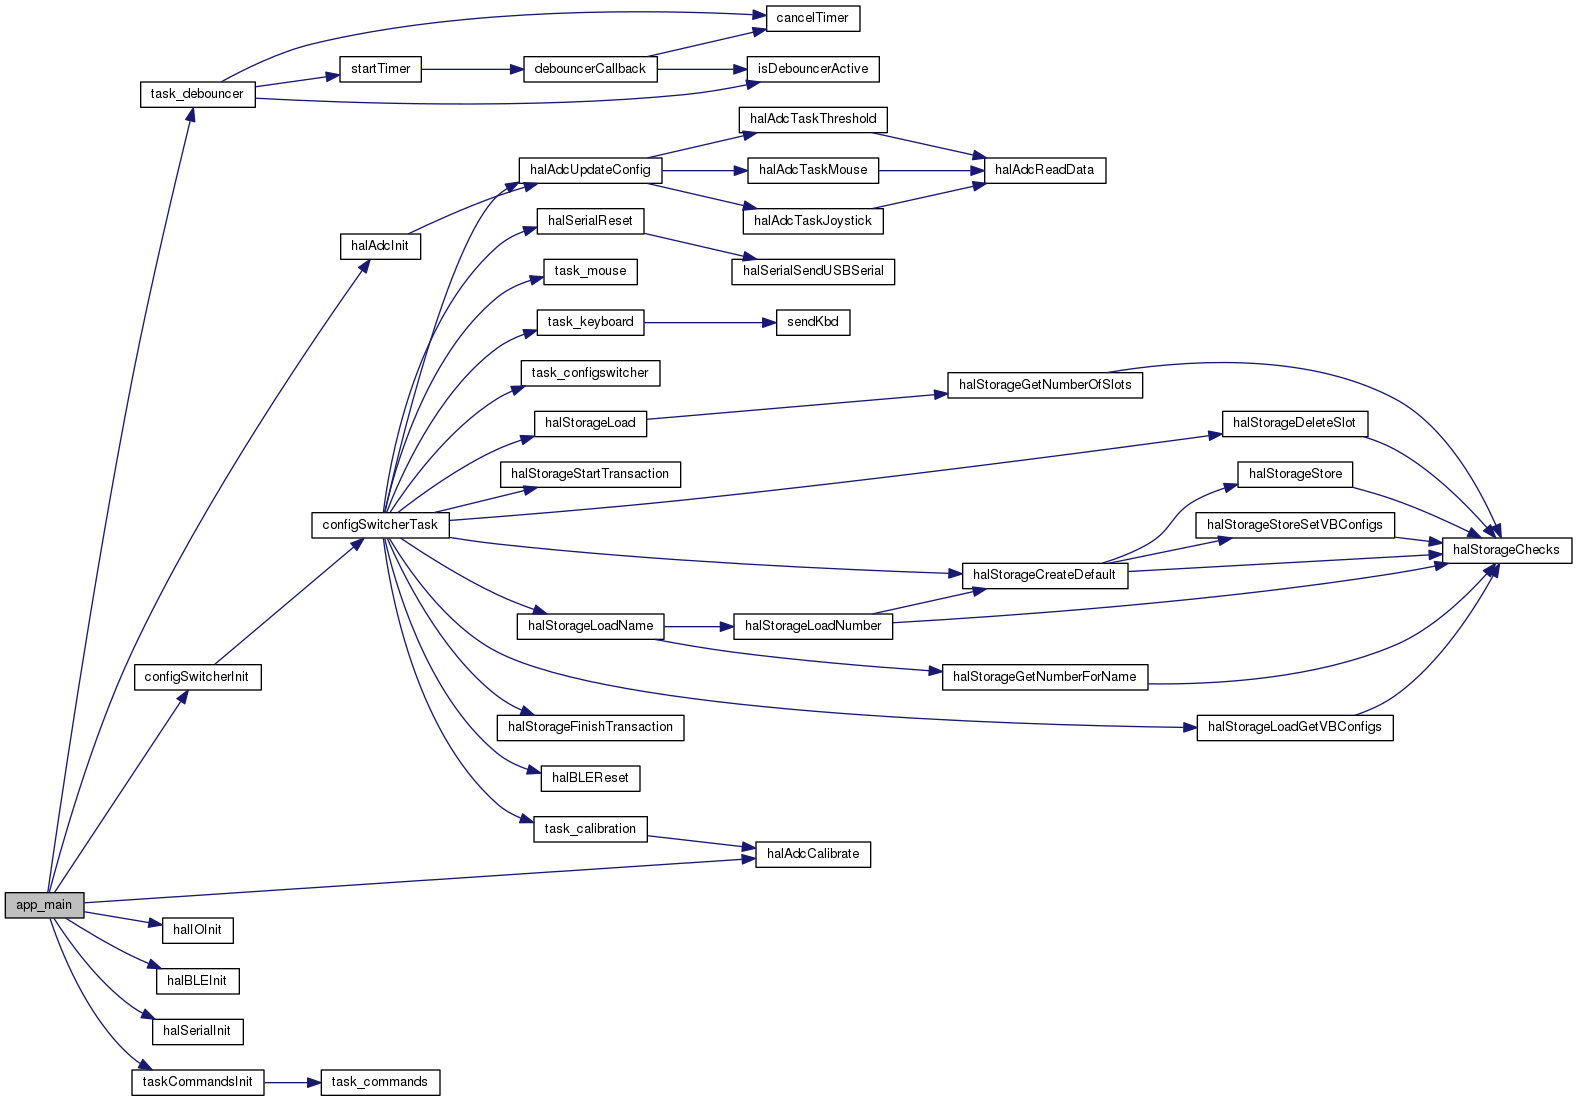 cancelTimer
startTimer
debouncerCallback
isDebouncerActive
task_debouncer
halAdcTaskThreshold
halAdcUpdateConfig
halAdcTaskMouse
halAdcReadData
halSerialReset
halAdcTaskJoystick
halAdcInit
task_mouse
halSerialSendUSBSerial
task_keyboard
sendKbd
task_configswitcher
halStorageGetNumberOfSlots
halStorageLoad
halStorageDeleteSlot
halStorageStartTransaction
halStorageStore
configSwitcherTask
halStorageStoreSetVBConfigs
halStorageChecks
halStorageCreateDefault
halStorageLoadName
halStorageLoadNumber
configSwitcherInit
halStorageGetNumberForName
halStorageFinishTransaction
halStorageLoadGetVBConfigs
halBLEReset
task_calibration
halAdcCalibrate
app_main
halIOInit
halBLEInit
halSerialInit
taskCommandsInit
task_commands